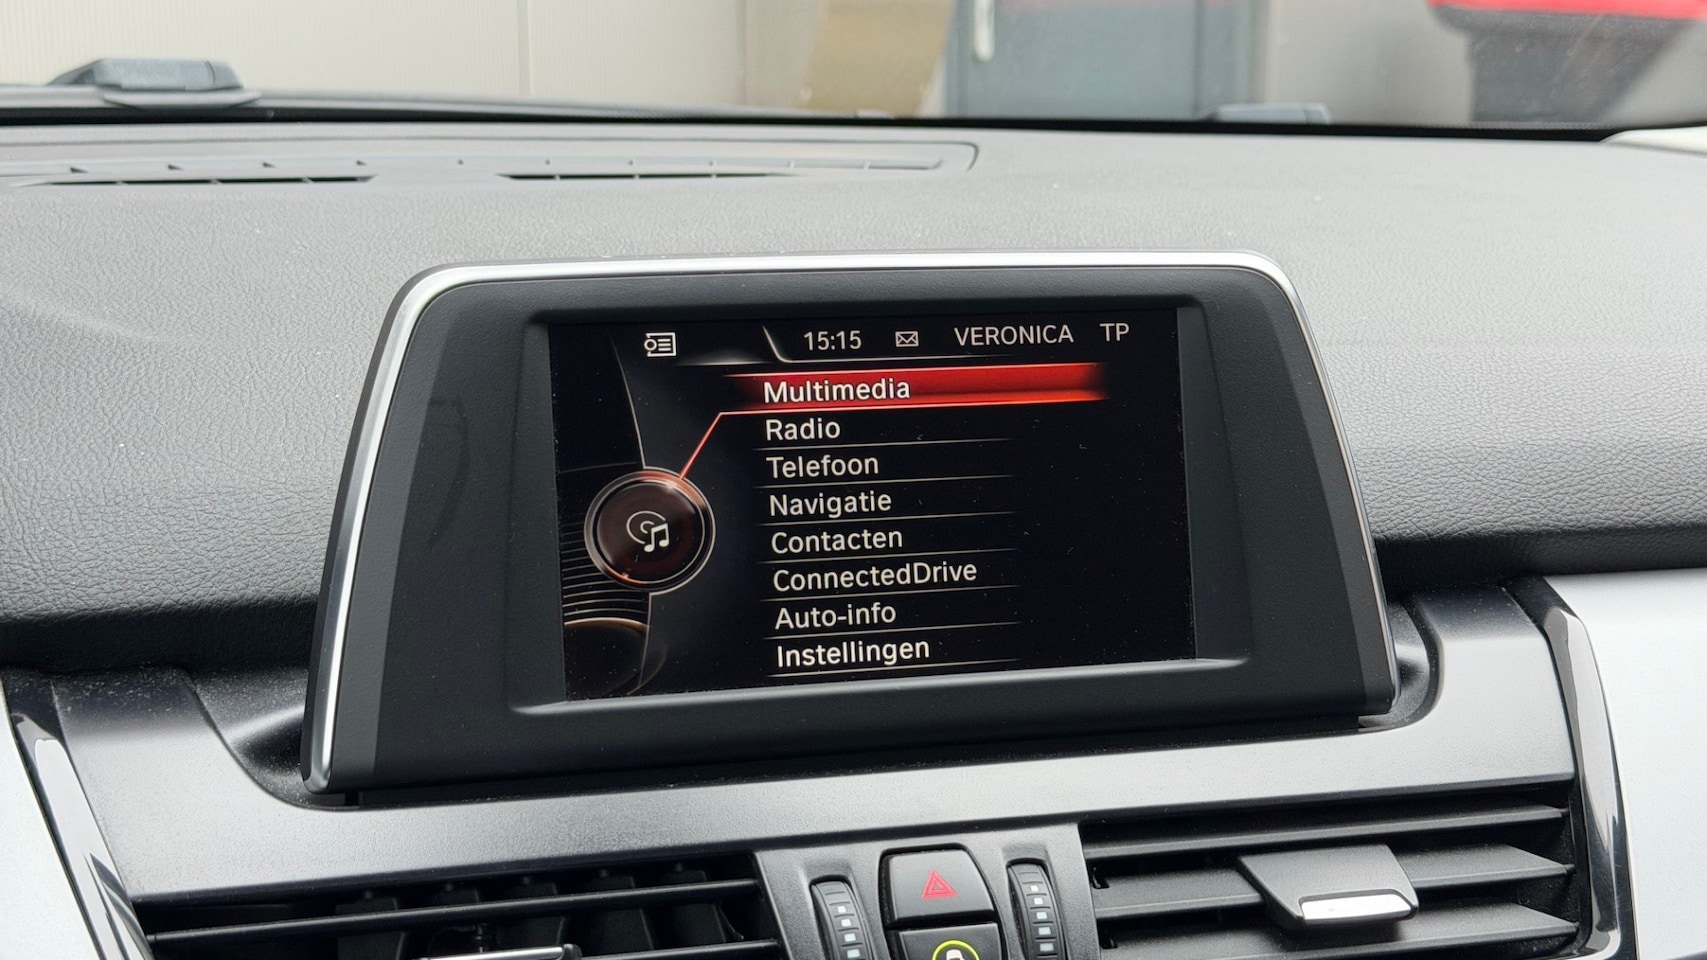 15:15 VERONICA TP
Multimedia
Radio
Telefoon
Navigatie
Contacten
ConnectedDrive
Auto-info
Instellingen